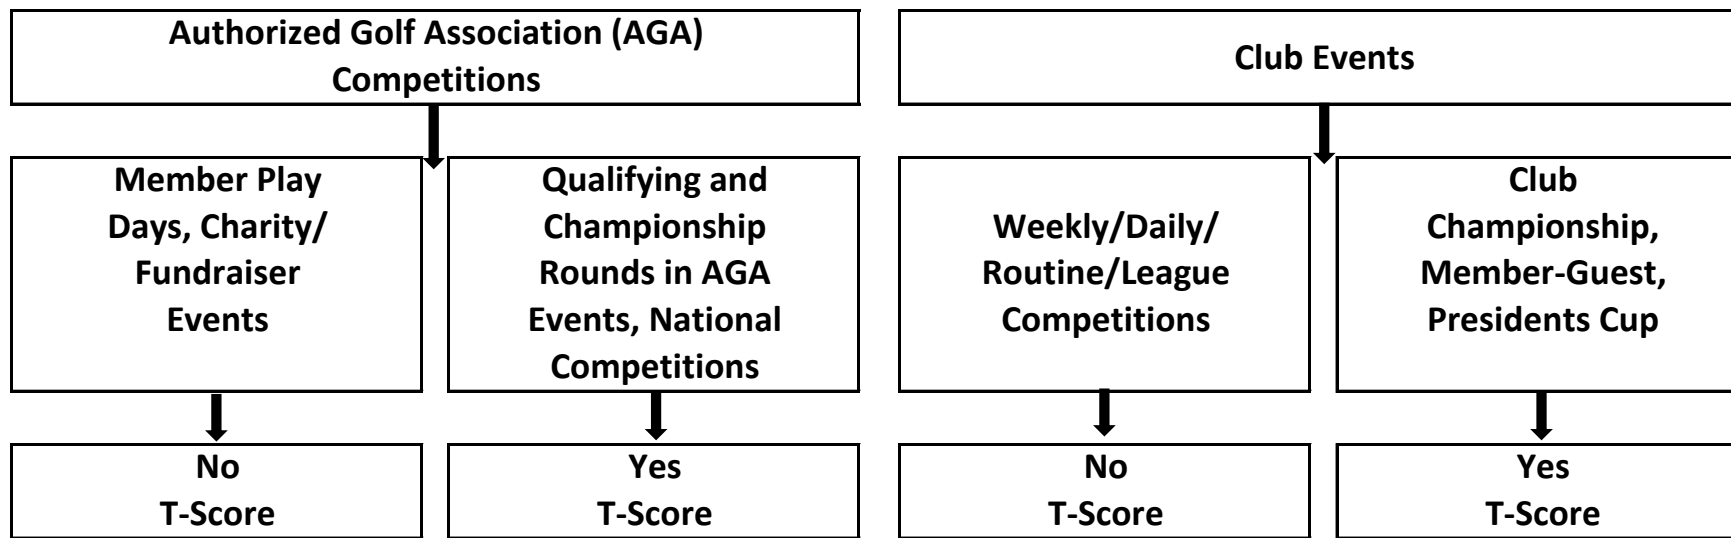 Authorized Golf Association (AGA)
Competitions
Club Events
Member Play
Days, Charity/
Fundraiser
Events
Qualifying and
Championship
Rounds in AGA
Events, National
Competitions
Weekly/Daily/
Routine/League
Competitions
Club
Championship,
Member-Guest,
Presidents Cup
No
T-Score
Yes
T-Score
No
T-Score
Yes
T-Score